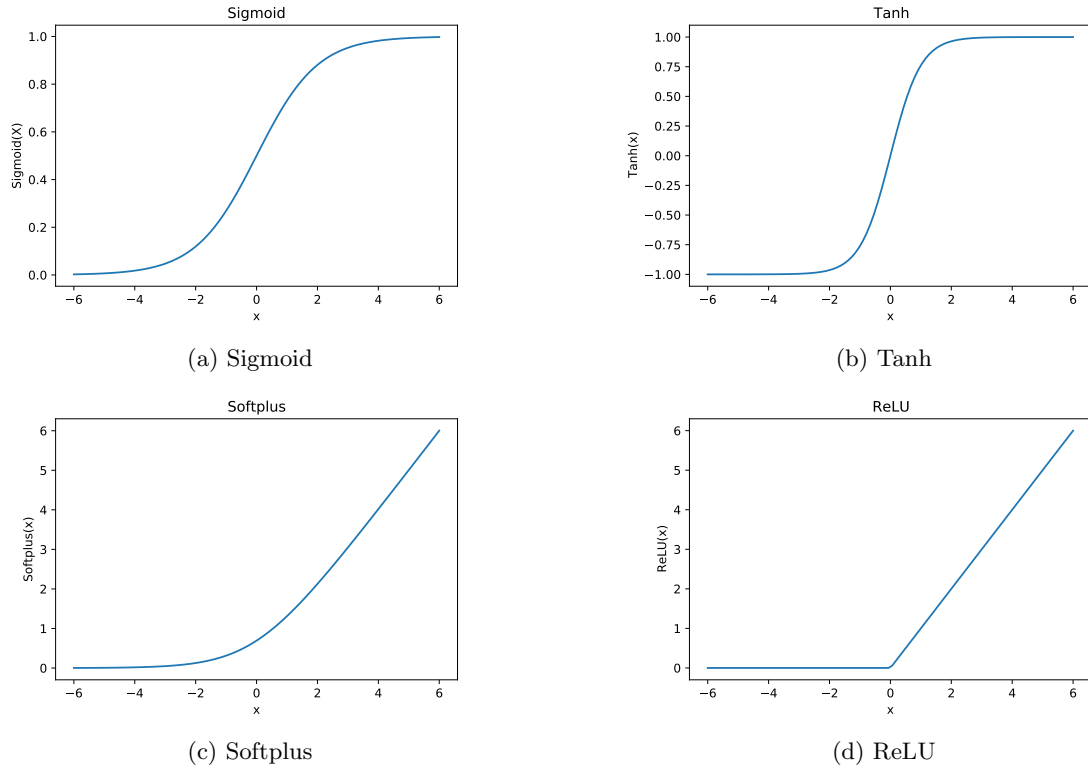 Sigmoid
1.0
0.8
0.6
0.4
0.2
0.0
Sigmoid(X)
−6 −4 −2 0 2 4 6
x
(a) Sigmoid
Tanh
1.00
0.75
0.50
0.25
0.00
−0.25
−0.50
−0.75
−1.00
Tanh(x)
−6 −4 −2 0 2 4 6
x
(b) Tanh
Softplus
6
5
4
3
2
1
0
Softplus(x)
−6 −4 −2 0 2 4 6
x
(c) Softplus
ReLU
6
5
4
3
2
1
0
ReLU(x)
−6 −4 −2 0 2 4 6
x
(d) ReLU